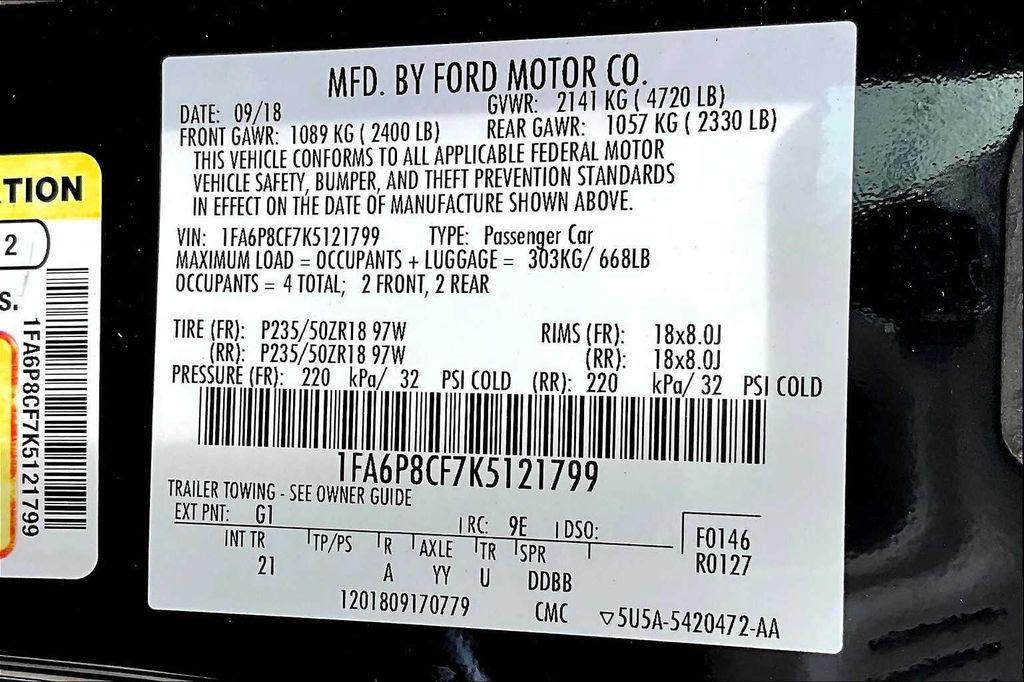 MFD. BY FORD MOTOR CO.
DATE: 09/18 GVWR: 2141 KG ( 4720 LB)
FRONT GAWR: 1089 KG ( 2400 LB) REAR GAWR: 1057 KG ( 2330 LB)
THIS VEHICLE CONFORMS TO ALL APPLICABLE FEDERAL MOTOR
VEHICLE SAFETY, BUMPER, AND THEFT PREVENTION STANDARDS
IN EFFECT ON THE DATE OF MANUFACTURE SHOWN ABOVE.
VIN: 1FA6P8CF7K5121799 TYPE: Passenger Car
MAXIMUM LOAD = OCCUPANTS + LUGGAGE = 303KG/ 668LB
OCCUPANTS = 4 TOTAL; 2 FRONT, 2 REAR
TIRE (FR): P235/50ZR18 97W RIMS (FR): 18x8.0J
(RR): P235/50ZR18 97W (RR): 18x8.0J
PRESSURE (FR): 220 kPa/ 32 PSI COLD (RR): 220 kPa/ 32 PSI COLD
1FA6P8CF7K5121799
TRAILER TOWING - SEE OWNER GUIDE
EXT PNT: G1 RC: 9E DSO: F0146
INT TR TP/PS R AXLE TR SPR R0127
21 A YY U DDBB
1201809170779 CMC ▽5U5A-5420472-AA
TION
2
S.
1FA6P8CF7K5121799